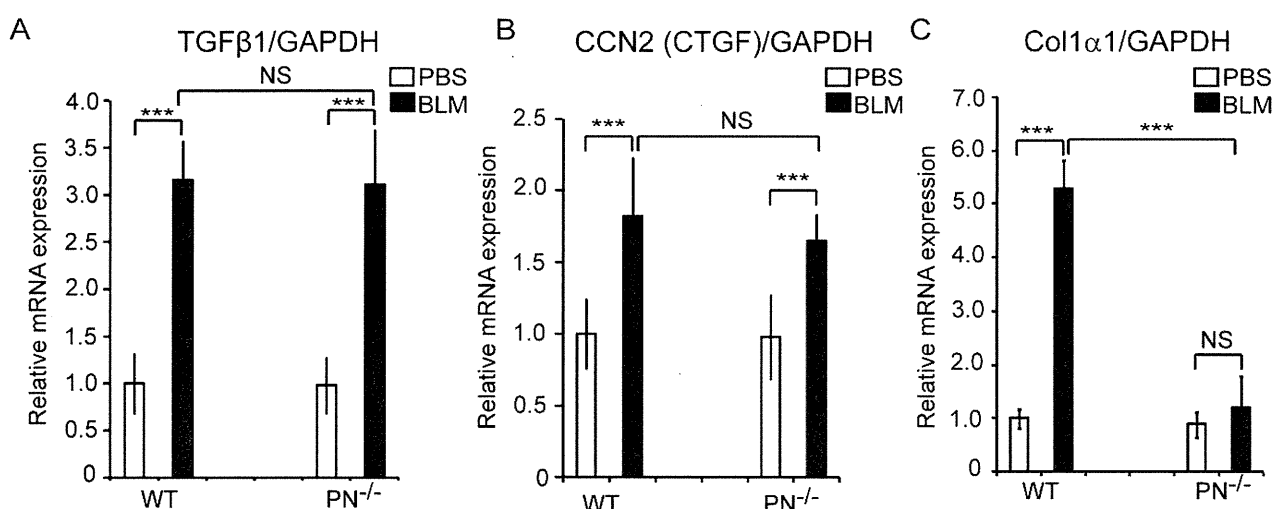 A
TGFβ1/GAPDH
PBS
BLM
NS
***
***
Relative mRNA expression
4.0
3.5
3.0
2.5
2.0
1.5
1.0
0.5
0
WT
PN-/-
B
CCN2 (CTGF)/GAPDH
PBS
BLM
NS
***
***
Relative mRNA expression
2.5
2.0
1.5
1.0
0.5
0
WT
PN-/-
C
Col1α1/GAPDH
PBS
BLM
***
***
NS
Relative mRNA expression
7.0
6.0
5.0
4.0
3.0
2.0
1.0
0
WT
PN-/-